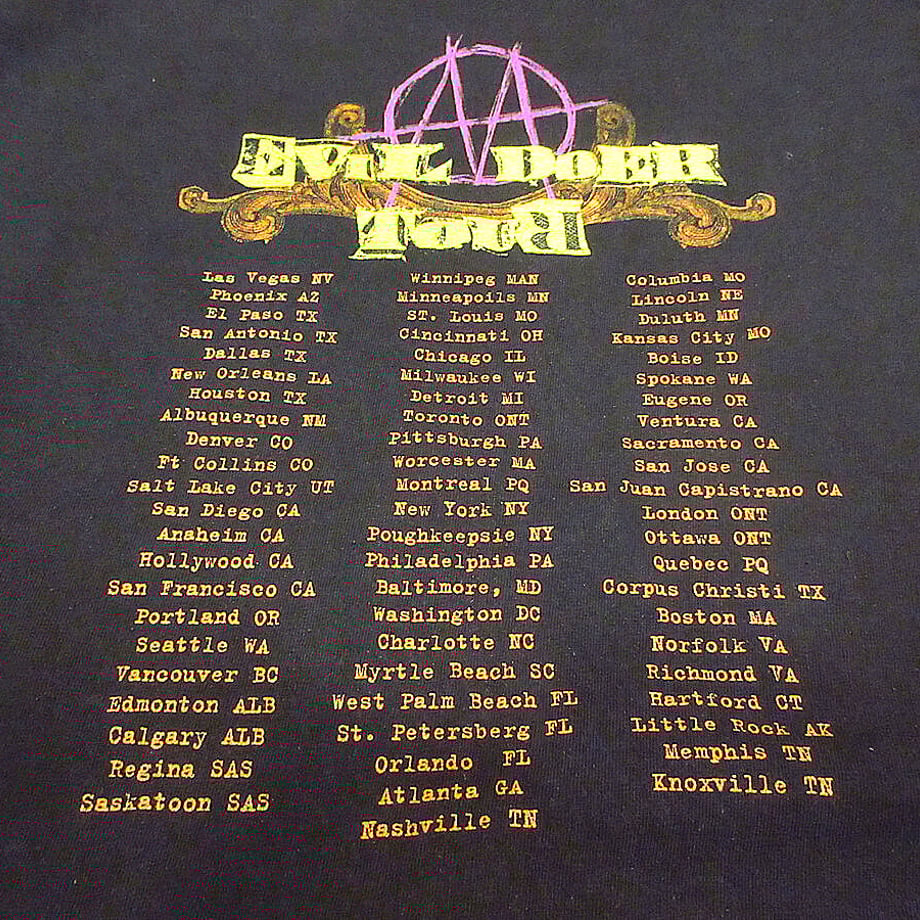 Evil Doer
Tour
Las Vegas NV
Phoenix AZ
El Paso TX
San Antonio TX
Dallas TX
New Orleans LA
Houston TX
Albuquerque NM
Denver CO
Ft Collins CO
Salt Lake City UT
San Diego CA
Anaheim CA
Hollywood CA
San Francisco CA
Portland OR
Seattle WA
Vancouver BC
Edmonton ALB
Calgary ALB
Regina SAS
Saskatoon SAS
Winnipeg MAN
Minneapoils MN
ST. Louis MO
Cincinnati OH
Chicago IL
Milwaukee WI
Detroit MI
Toronto ONT
Pittsburgh PA
Worcester MA
Montreal PQ
New York NY
Poughkeepsie NY
Philadelphia PA
Baltimore, MD
Washington DC
Charlotte NC
Myrtle Beach SC
West Palm Beach FL
St. Petersberg FL
Orlando FL
Atlanta GA
Nashville TN
Columbia MO
Lincoln NE
Duluth MN
Kansas City MO
Boise ID
Spokane WA
Eugene OR
Ventura CA
Sacramento CA
San Jose CA
San Juan Capistrano CA
London ONT
Ottawa ONT
Quebec PQ
Corpus Christi TX
Boston MA
Norfolk VA
Richmond VA
Hartford CT
Little Rock AK
Memphis TN
Knoxville TN